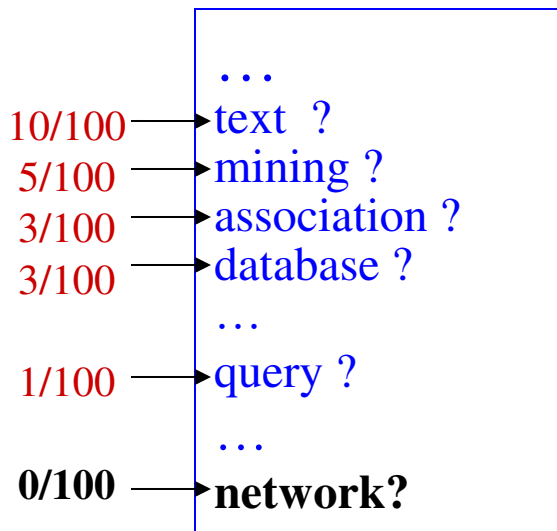 …
10/100 text ?
5/100 mining ?
3/100 association ?
3/100 database ?
…
1/100 query ?
…
0/100 network?